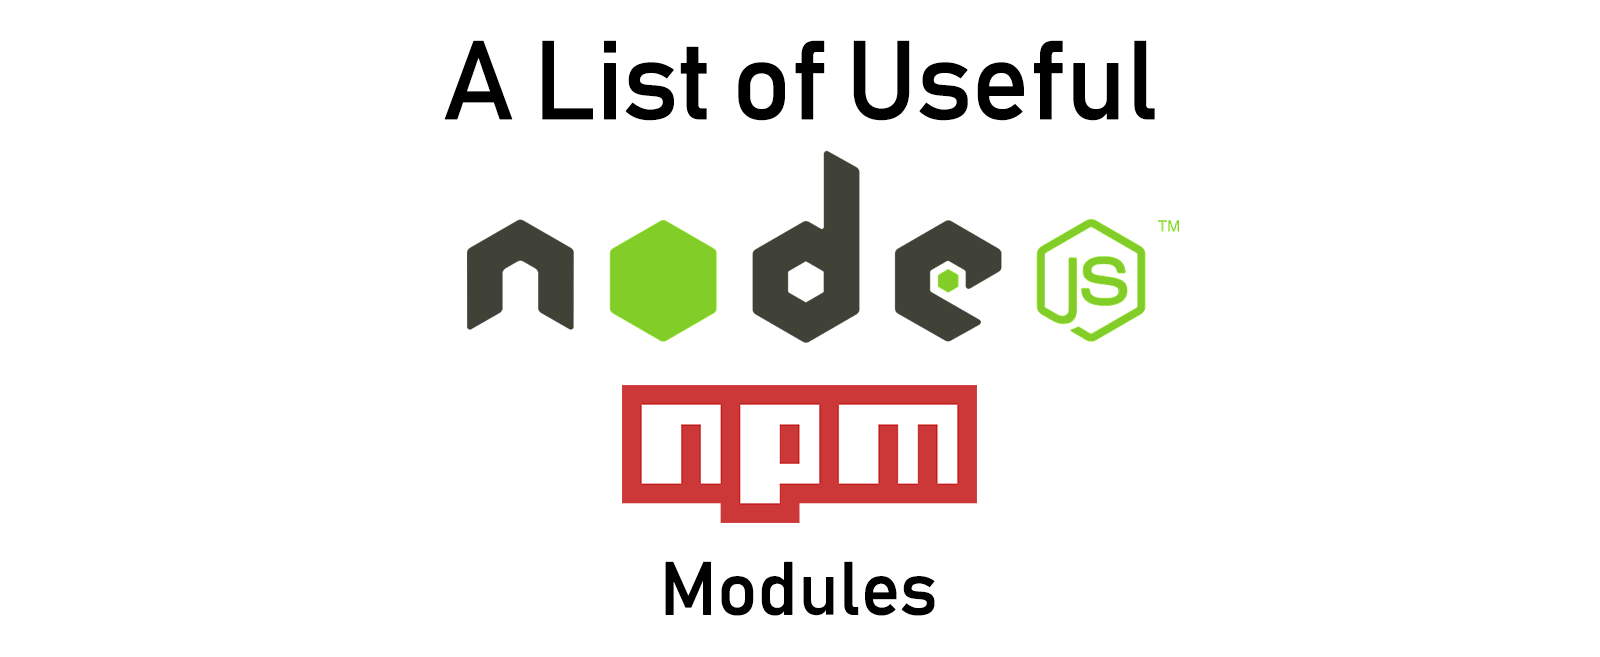 A List of Useful
node JS ™
npm
Modules